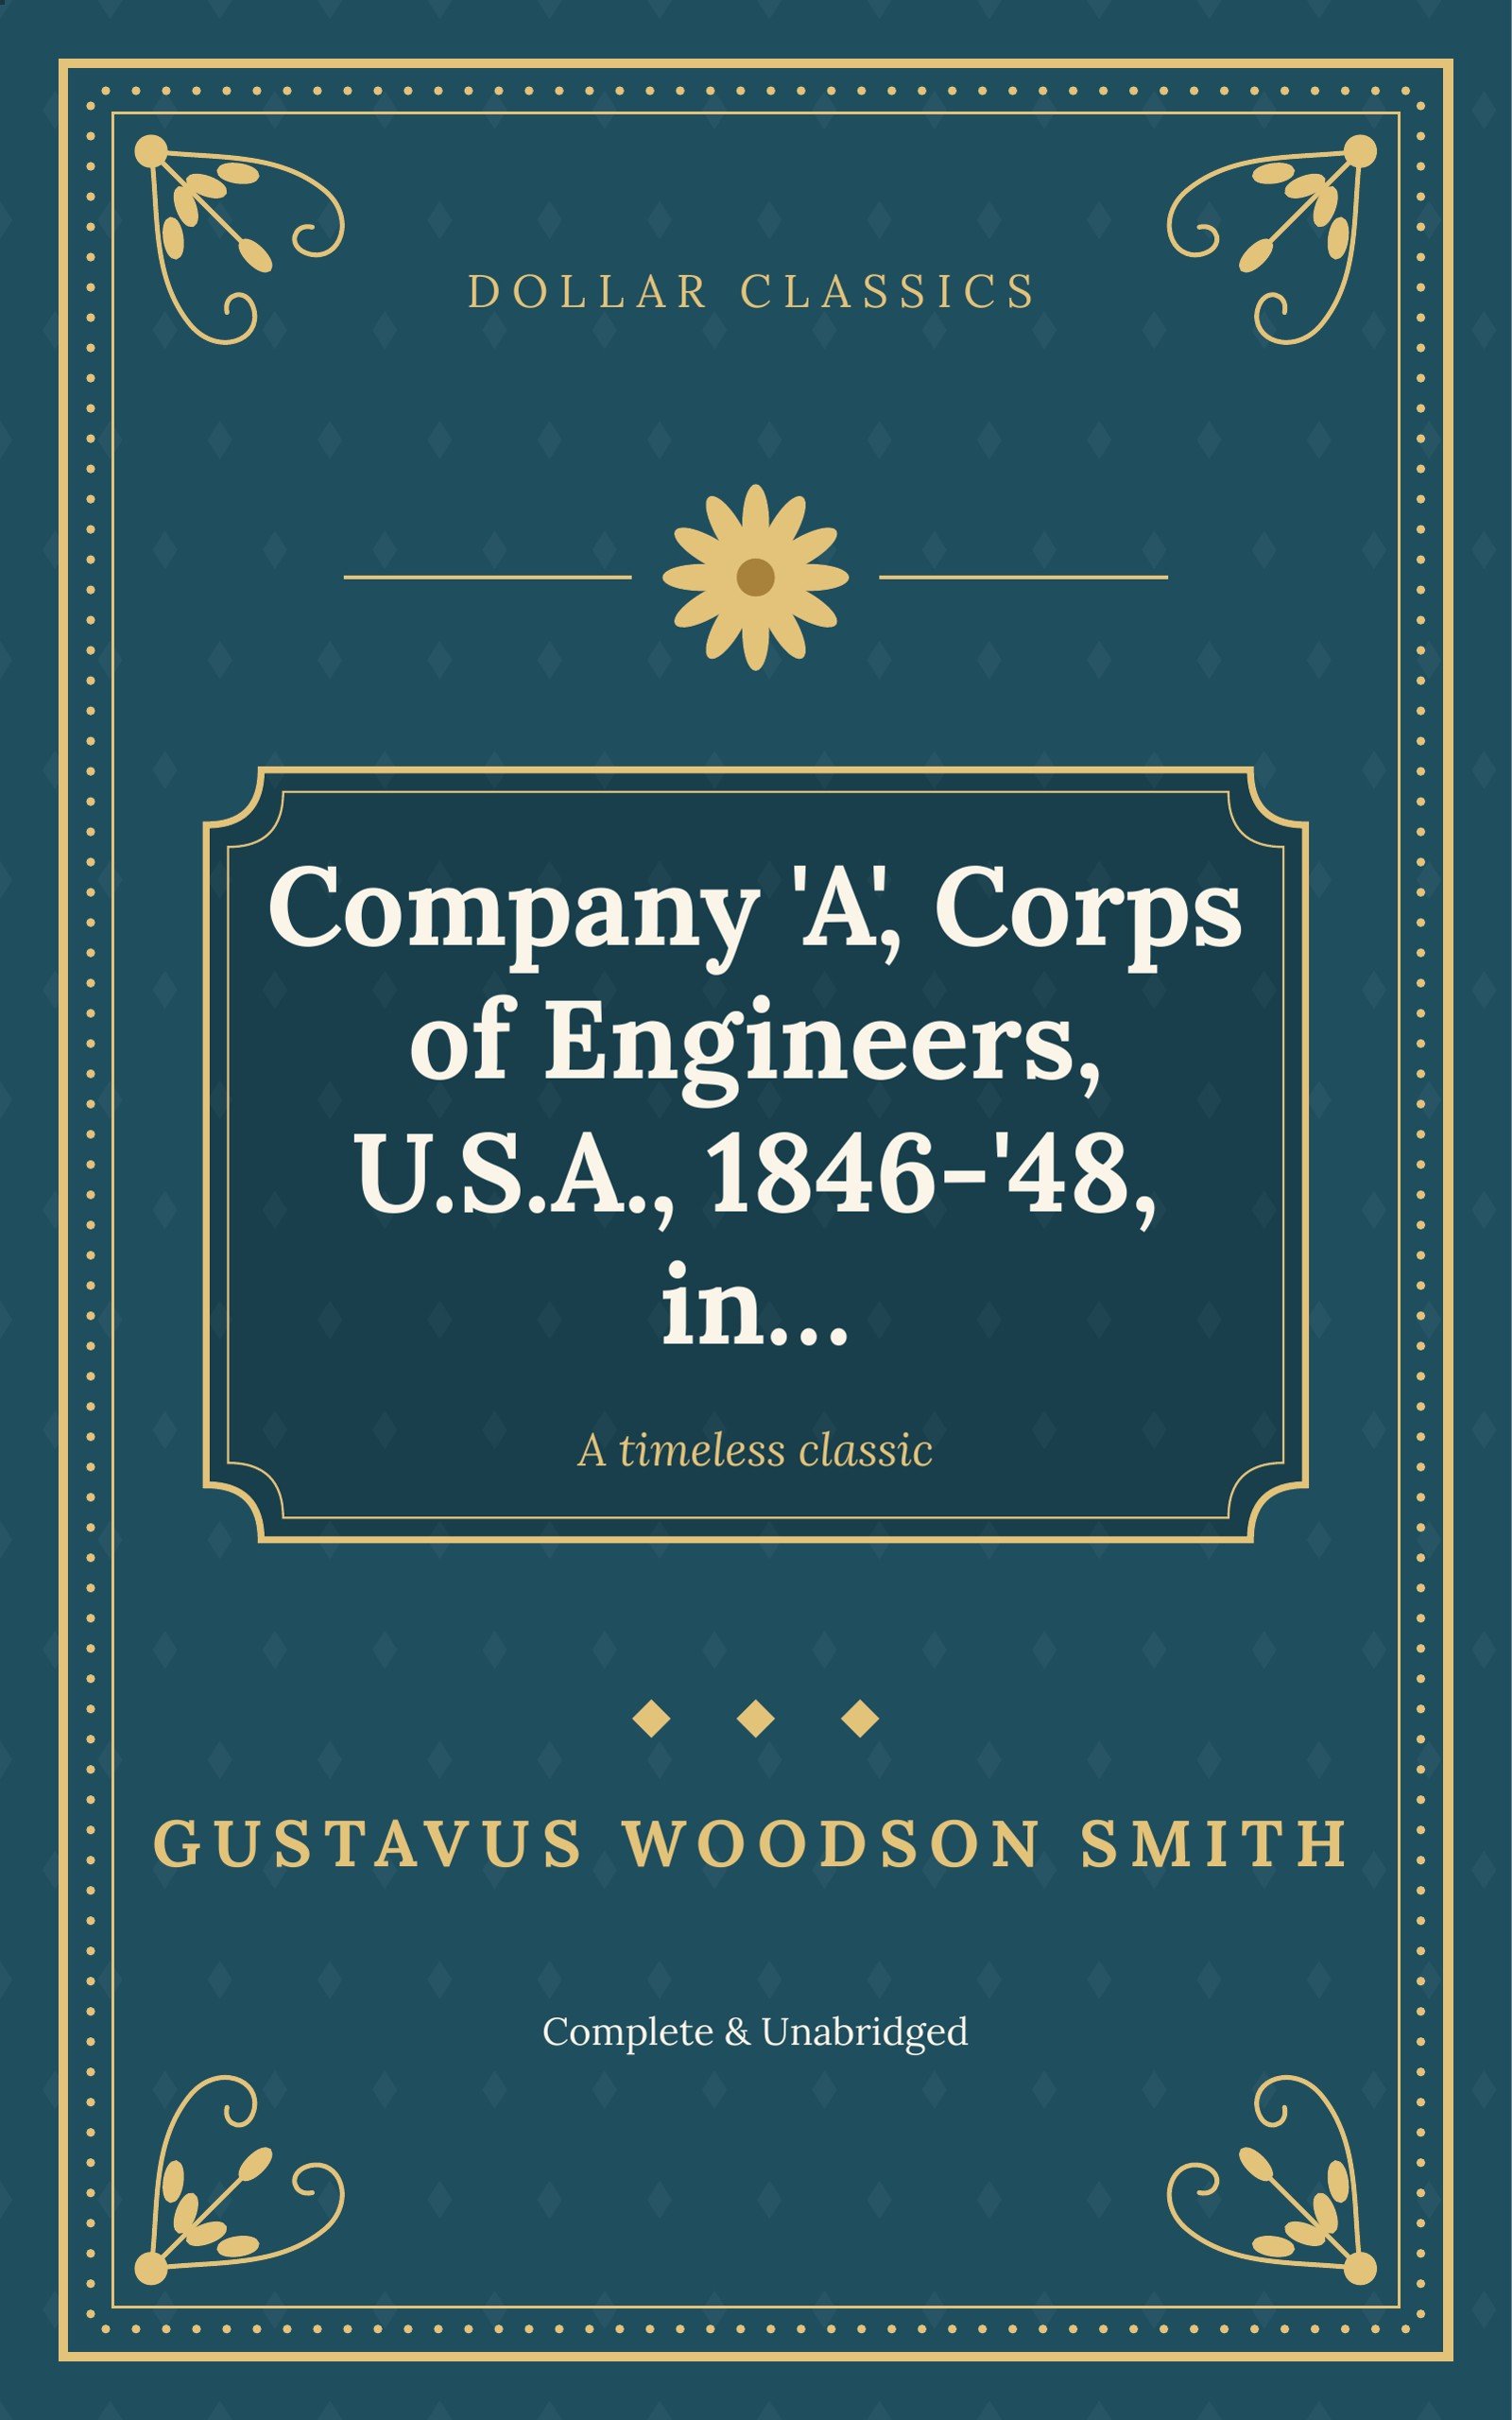 DOLLAR CLASSICS
Company 'A', Corps
of Engineers,
U.S.A., 1846-'48,
in...
A timeless classic
GUSTAVUS WOODSON SMITH
Complete & Unabridged